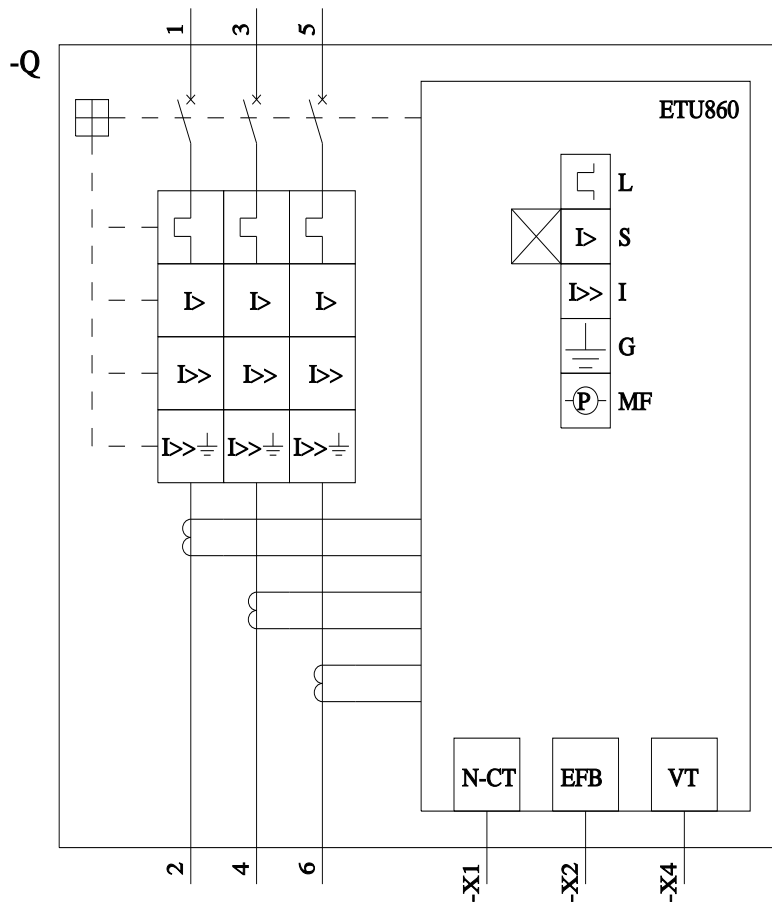 1 3 5
-Q
ETU860
L
I> S
I> I> I>
I>> I
G
I>> I>> I>>
P MF
I>> I>> I>>
N-CT EFB VT
2 4 6 -X1 -X2 -X4